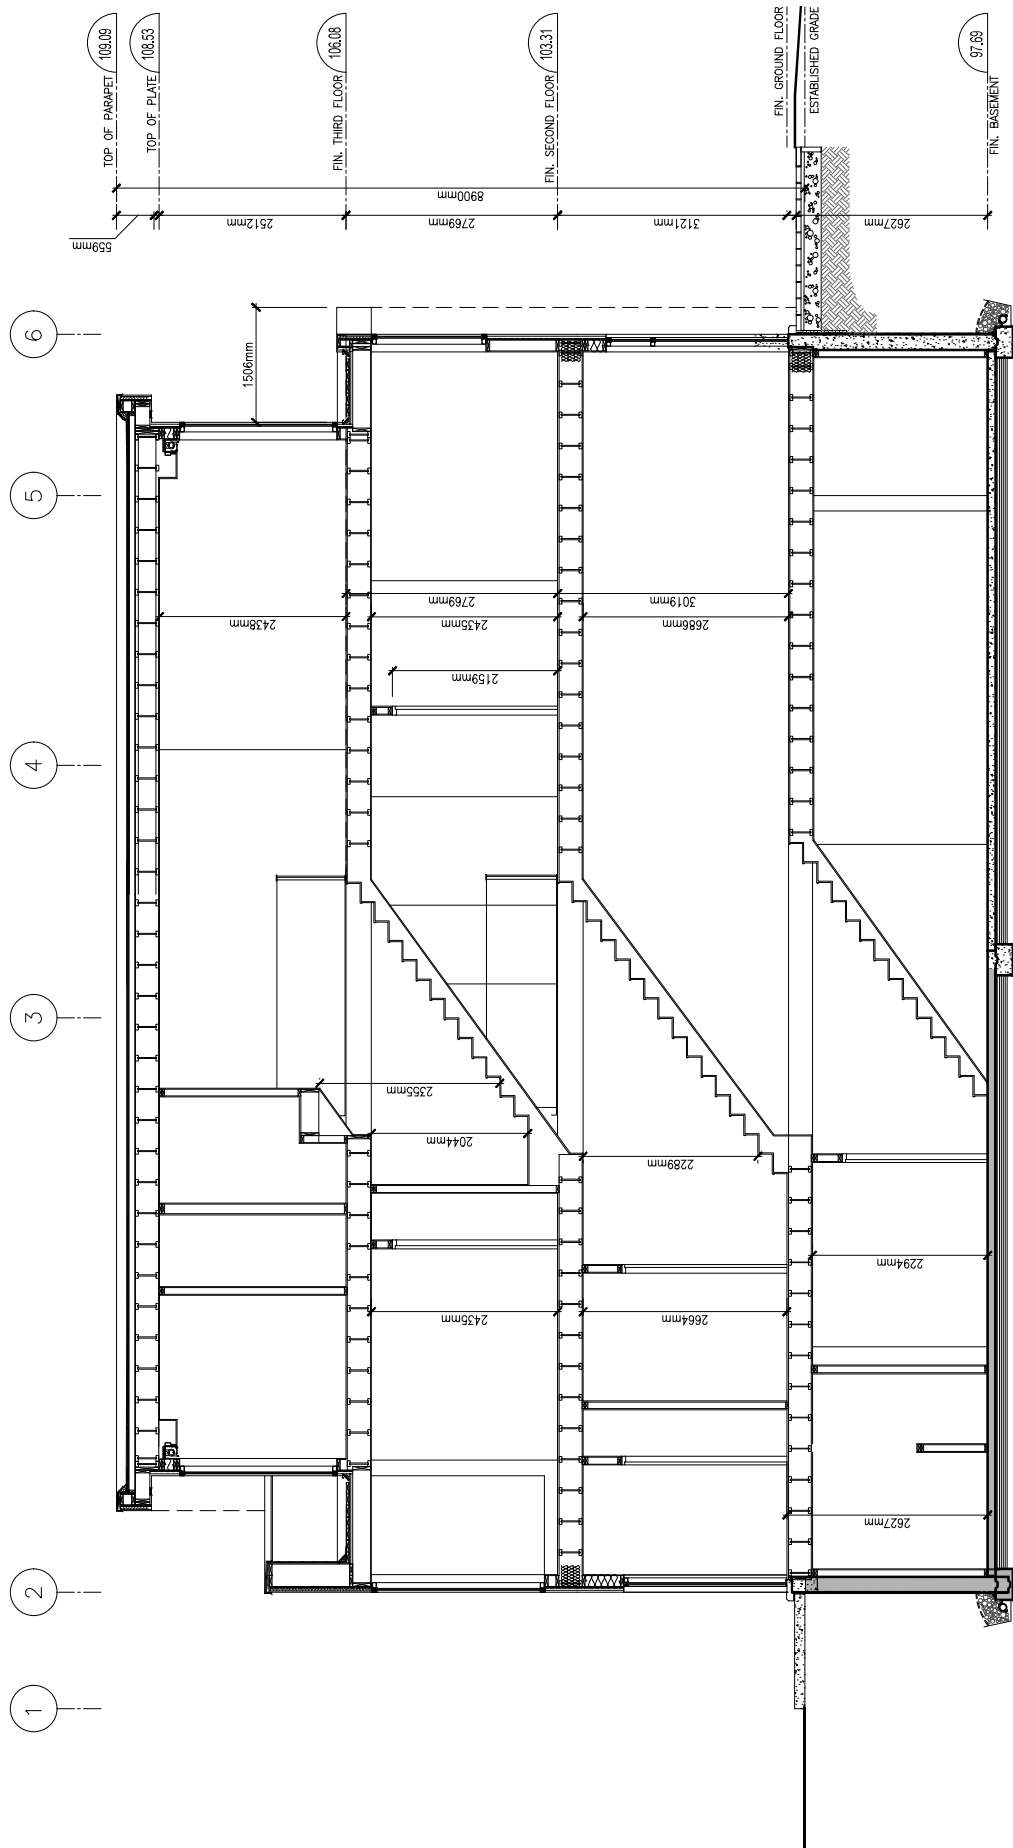 109.09
TOP OF PARAPET
108.53
TOP OF PLATE
106.08
FIN. THIRD FLOOR
103.31
FIN. SECOND FLOOR
FIN. GROUND FLOOR
ESTABLISHED GRADE
97.69
FIN. BASEMENT
8900mm
559mm
2512mm
2769mm
3121mm
2627mm
6
1506mm
5
2769mm
3019mm
2438mm
2435mm
2686mm
2159mm
4
3
2355mm
2044mm
2289mm
2294mm
2435mm
2664mm
2627mm
2
1